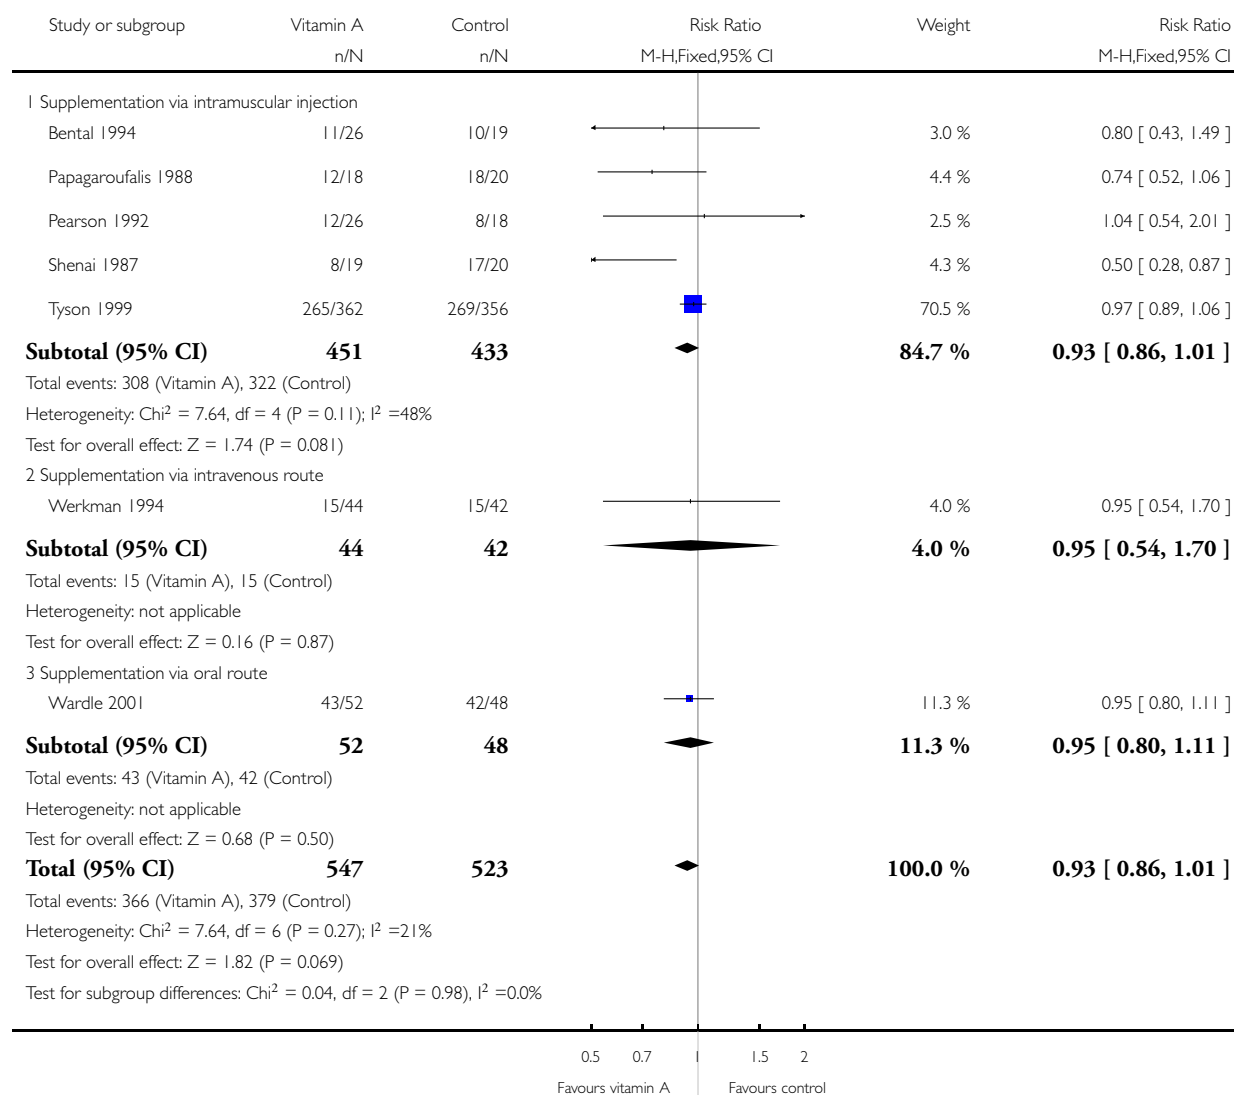 Study or subgroup Vitamin A Control Risk Ratio Weight Risk Ratio
n/N n/N M-H,Fixed,95% CI M-H,Fixed,95% CI
1 Supplementation via intramuscular injection
Bental 1994 11/26 10/19 3.0 % 0.80 [ 0.43, 1.49 ]
Papagaroufalis 1988 12/18 18/20 4.4 % 0.74 [ 0.52, 1.06 ]
Pearson 1992 12/26 8/18 2.5 % 1.04 [ 0.54, 2.01 ]
Shenai 1987 8/19 17/20 4.3 % 0.50 [ 0.28, 0.87 ]
Tyson 1999 265/362 269/356 70.5 % 0.97 [ 0.89, 1.06 ]
Subtotal (95% CI) 451 433 84.7 % 0.93 [ 0.86, 1.01 ]
Total events: 308 (Vitamin A), 322 (Control)
Heterogeneity: Chi² = 7.64, df = 4 (P = 0.11); I² =48%
Test for overall effect: Z = 1.74 (P = 0.081)
2 Supplementation via intravenous route
Werkman 1994 15/44 15/42 4.0 % 0.95 [ 0.54, 1.70 ]
Subtotal (95% CI) 44 42 4.0 % 0.95 [ 0.54, 1.70 ]
Total events: 15 (Vitamin A), 15 (Control)
Heterogeneity: not applicable
Test for overall effect: Z = 0.16 (P = 0.87)
3 Supplementation via oral route
Wardle 2001 43/52 42/48 11.3 % 0.95 [ 0.80, 1.11 ]
Subtotal (95% CI) 52 48 11.3 % 0.95 [ 0.80, 1.11 ]
Total events: 43 (Vitamin A), 42 (Control)
Heterogeneity: not applicable
Test for overall effect: Z = 0.68 (P = 0.50)
Total (95% CI) 547 523 100.0 % 0.93 [ 0.86, 1.01 ]
Total events: 366 (Vitamin A), 379 (Control)
Heterogeneity: Chi² = 7.64, df = 6 (P = 0.27); I² =21%
Test for overall effect: Z = 1.82 (P = 0.069)
Test for subgroup differences: Chi² = 0.04, df = 2 (P = 0.98), I² =0.0%
0.5 0.7 1 1.5 2
Favours vitamin A Favours control